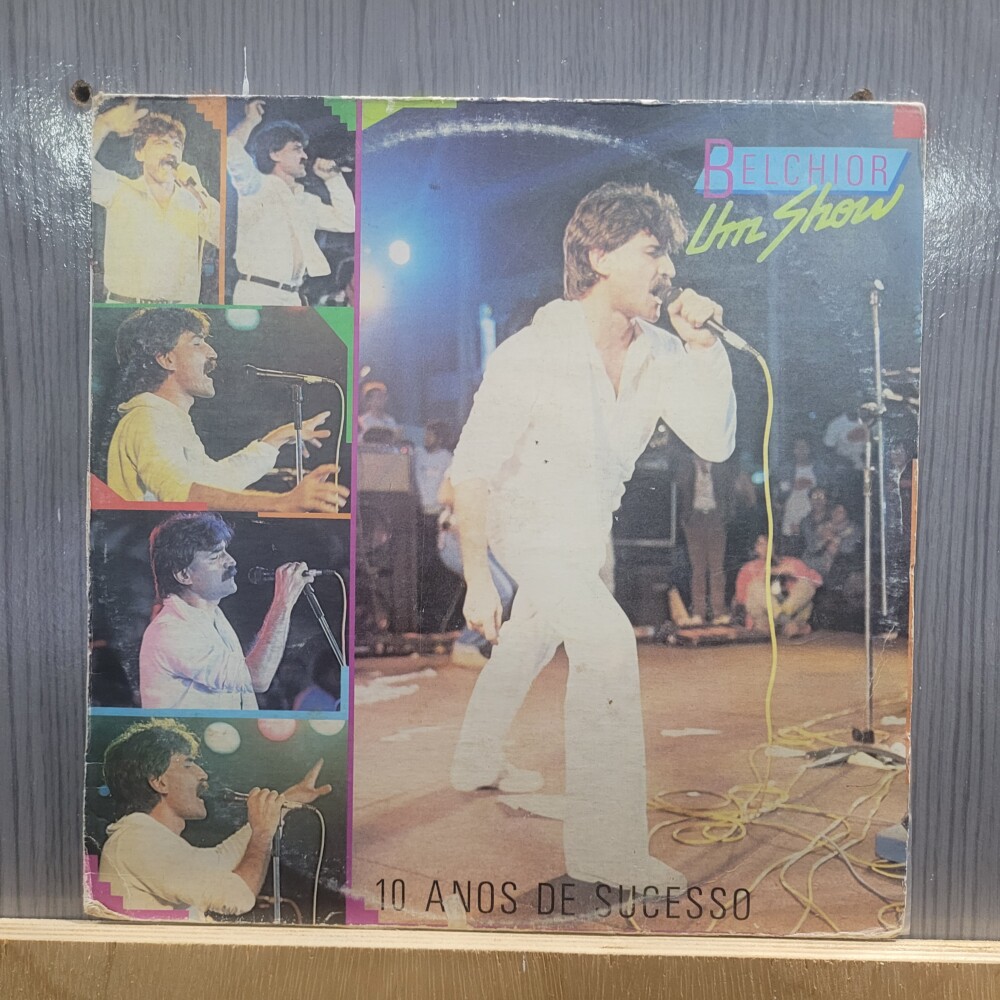 BELCHIOR
Um Show
10 ANOS DE SUCESSO